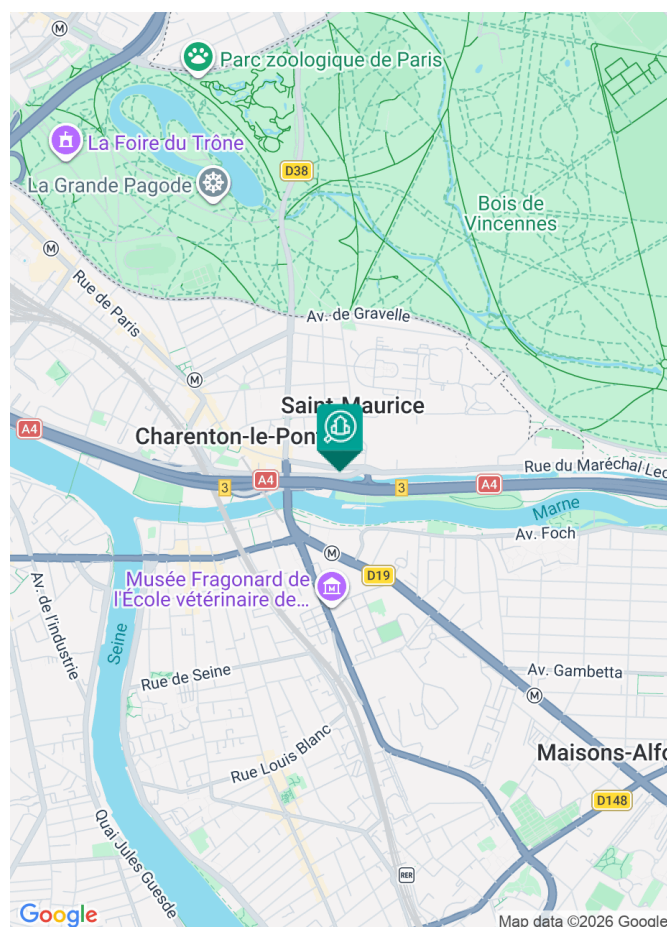 M
Parc zoologique de Paris
La Foire du Trône
La Grande Pagode
D38
Bois de
Vincennes
M
Rue de Paris
Av. de Gravelle
M
Saint-Maurice
Charenton-le-Pon
A4
3
A4
3
A4
Rue du Maréchal Lec
Marne
Av. Foch
M
D19
Musée Fragonard de
l'École vétérinaire de...
Av. de l'industrie
Seine
Rue de Seine
Av. Gambetta
M
Rue Louis Blanc
Maisons-Alfo
D148
Quai Jules Guesde
RER
Google
Map data ©2026 Google